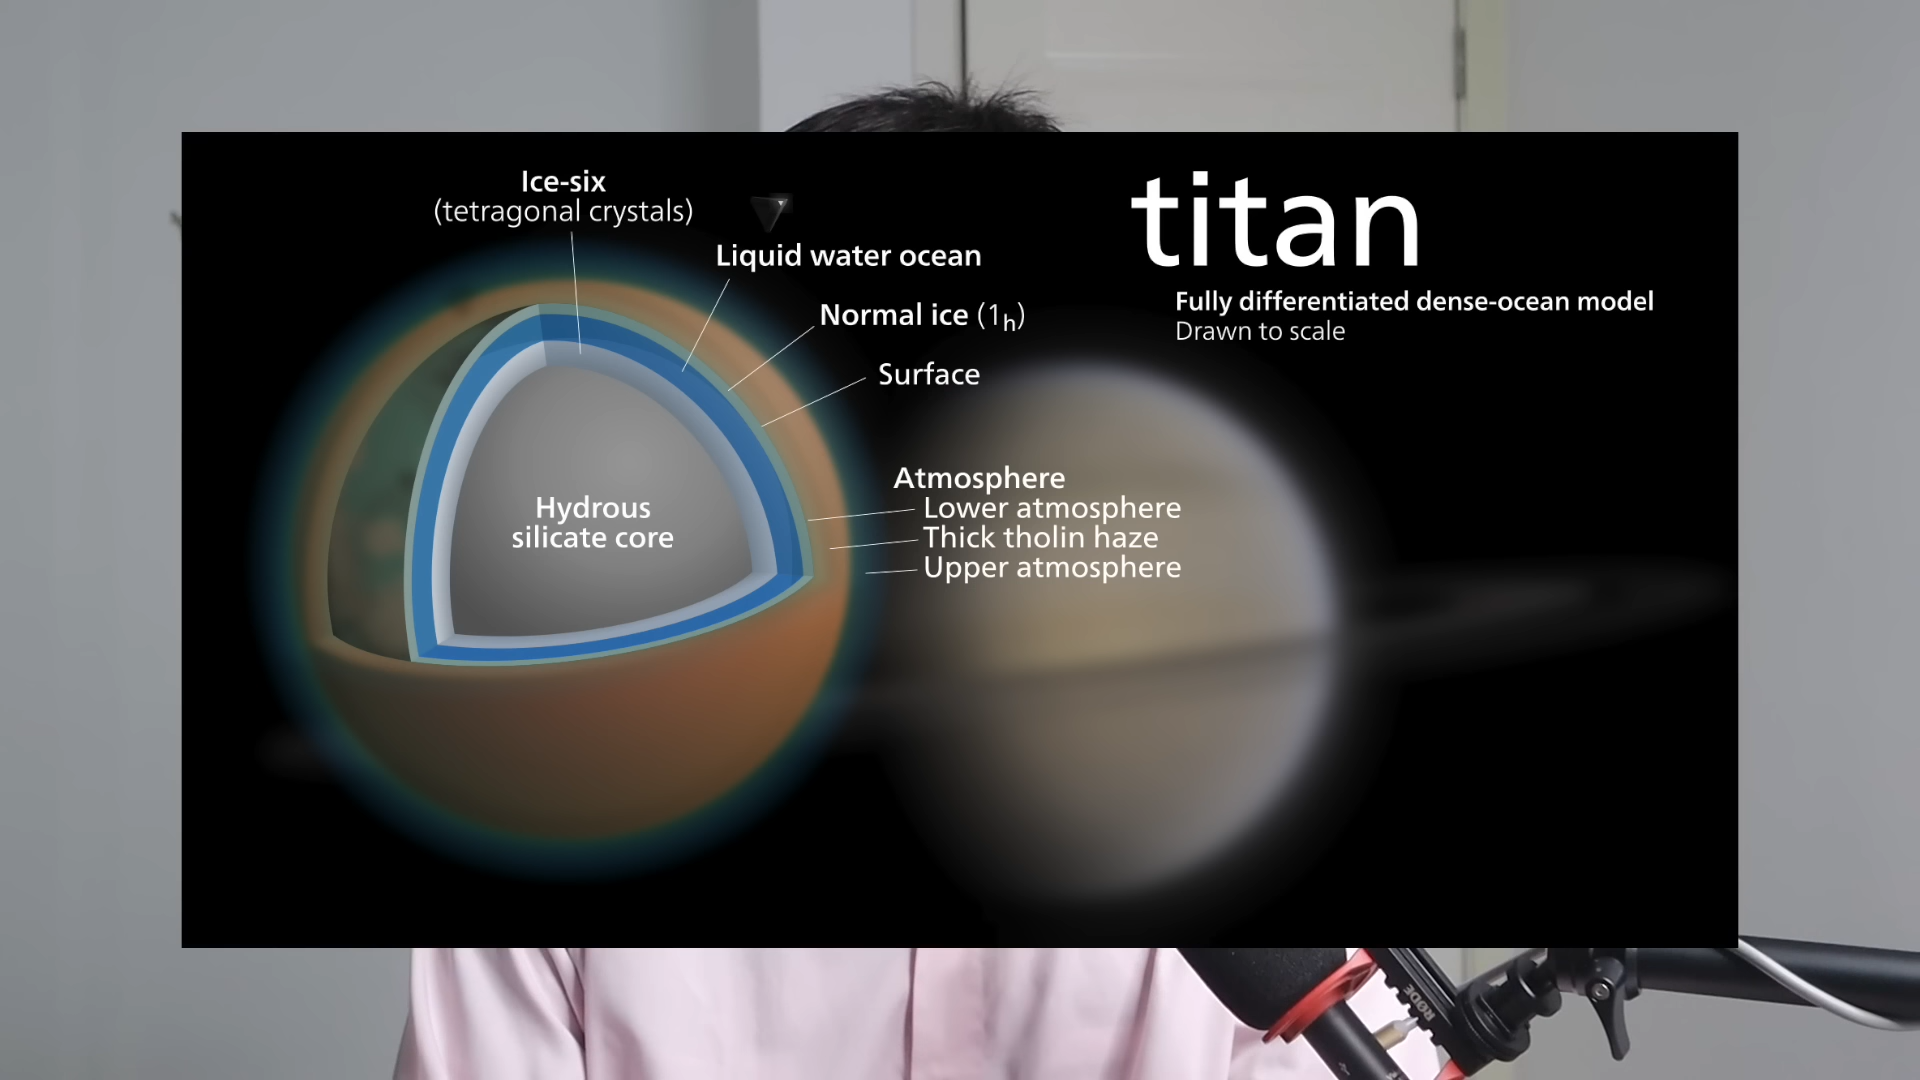 titan
Fully differentiated dense-ocean model
Drawn to scale
Ice-six
(tetragonal crystals)
Liquid water ocean
Normal ice (1h)
Surface
Atmosphere
Lower atmosphere
Thick tholin haze
Upper atmosphere
Hydrous
silicate core
RØDE